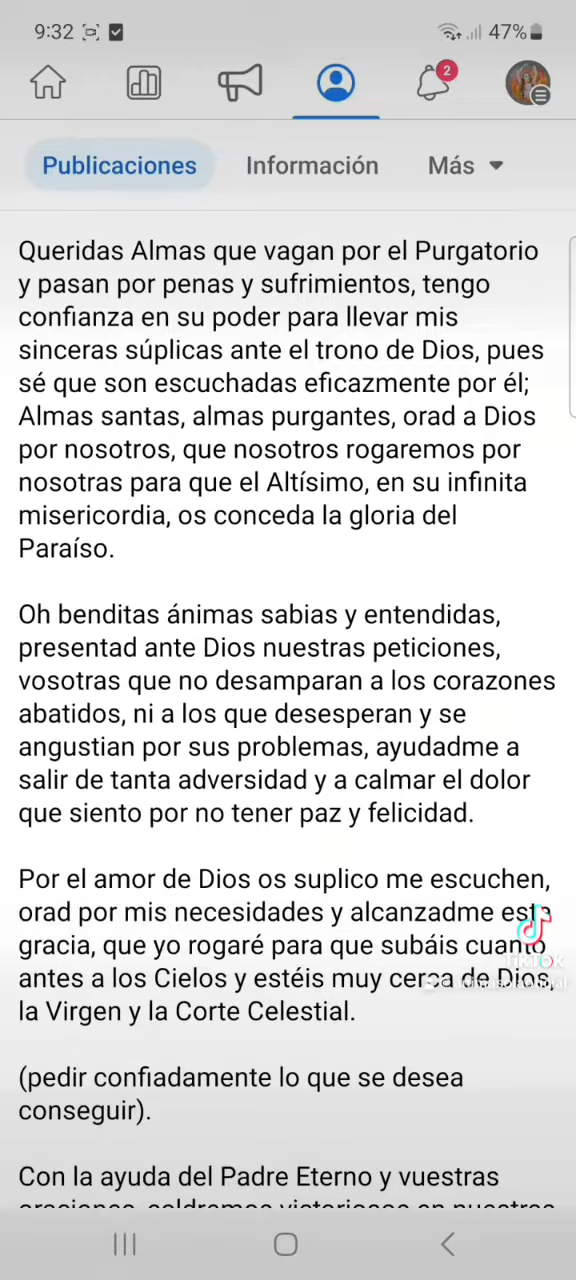 9:32
47%
2
Publicaciones Información Más
Queridas Almas que vagan por el Purgatorio
y pasan por penas y sufrimientos, tengo
confianza en su poder para llevar mis
sinceras súplicas ante el trono de Dios, pues
sé que son escuchadas eficazmente por él;
Almas santas, almas purgantes, orad a Dios
por nosotros, que nosotros rogaremos por
nosotras para que el Altísimo, en su infinita
misericordia, os conceda la gloria del
Paraíso.
Oh benditas ánimas sabias y entendidas,
presentad ante Dios nuestras peticiones,
vosotras que no desamparan a los corazones
abatidos, ni a los que desesperan y se
angustian por sus problemas, ayudadme a
salir de tanta adversidad y a calmar el dolor
que siento por no tener paz y felicidad.
Por el amor de Dios os suplico me escuchen,
orad por mis necesidades y alcanzadme esta
gracia, que yo rogaré para que subáis cuanto
TikTok
antes a los Cielos y estéis muy cerca de Dios,
la Virgen y la Corte Celestial.
(pedir confiadamente lo que se desea
conseguir).
Con la ayuda del Padre Eterno y vuestras
oraciones, saldremos victoriosos en nuestras